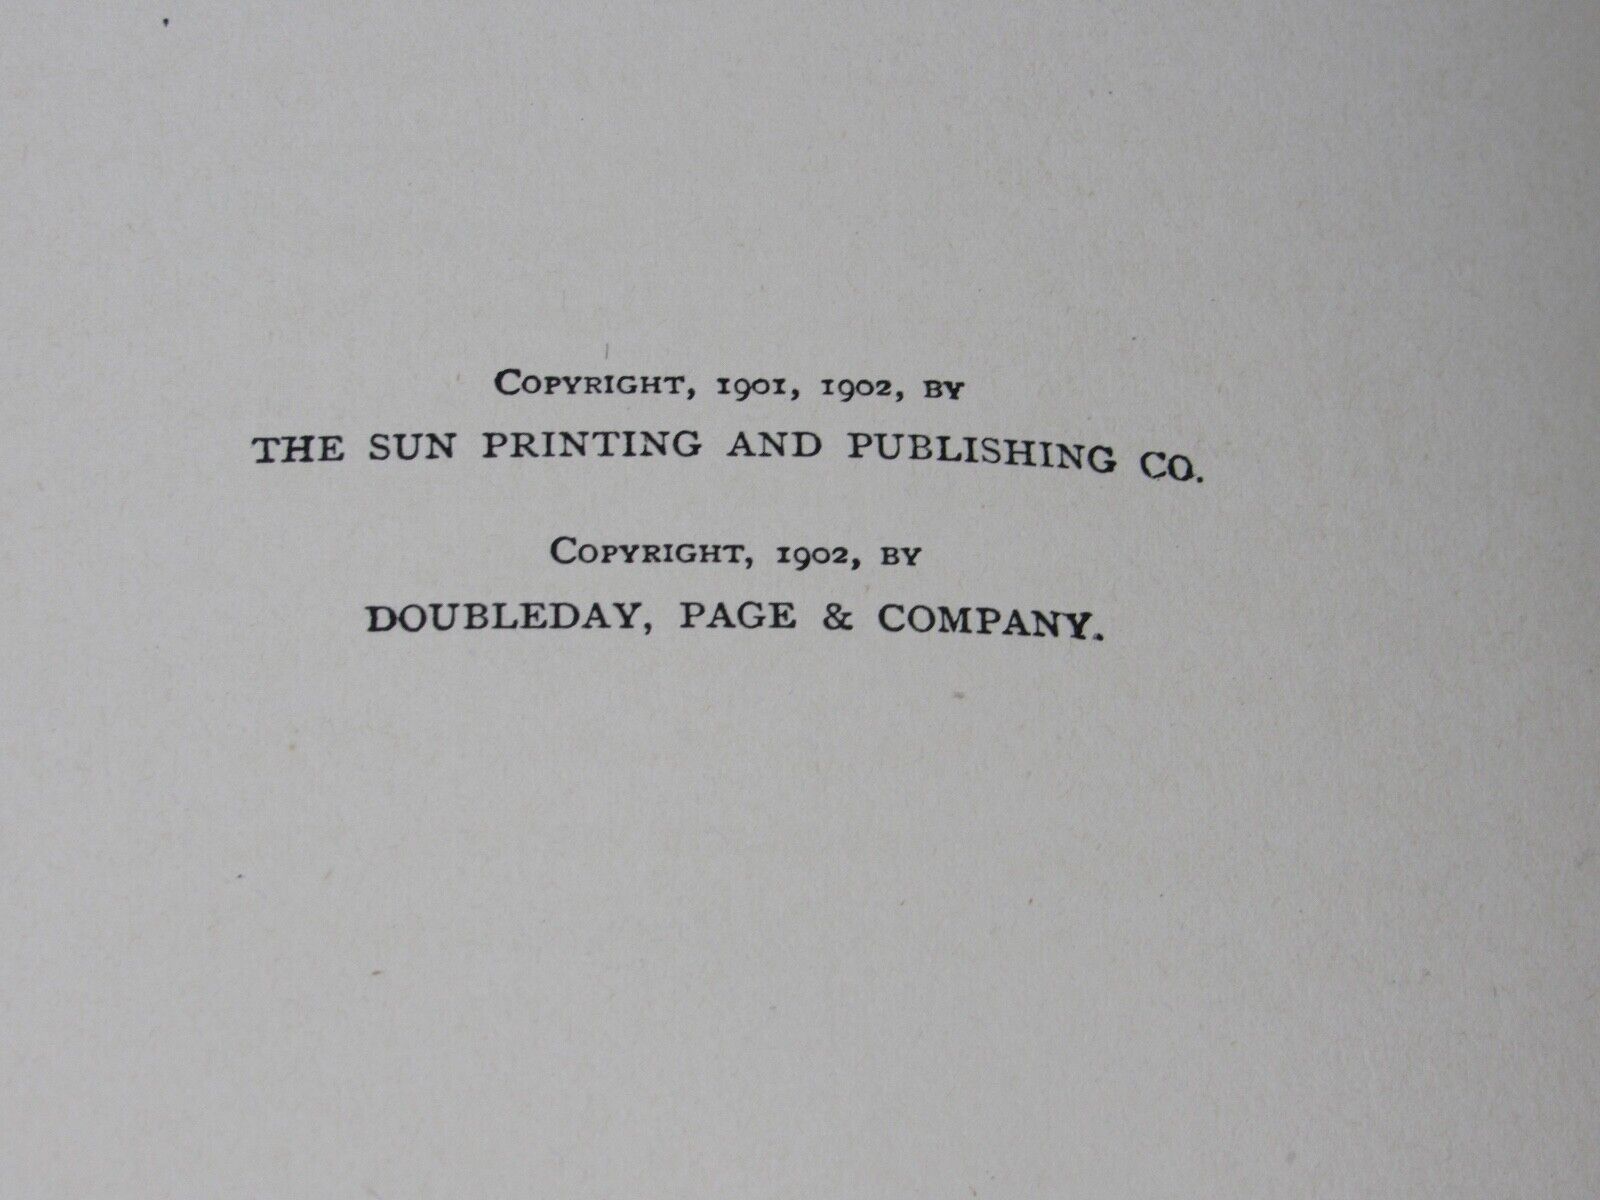 Copyright, 1901, 1902, by
THE SUN PRINTING AND PUBLISHING CO.
Copyright, 1902, by
DOUBLEDAY, PAGE & COMPANY.